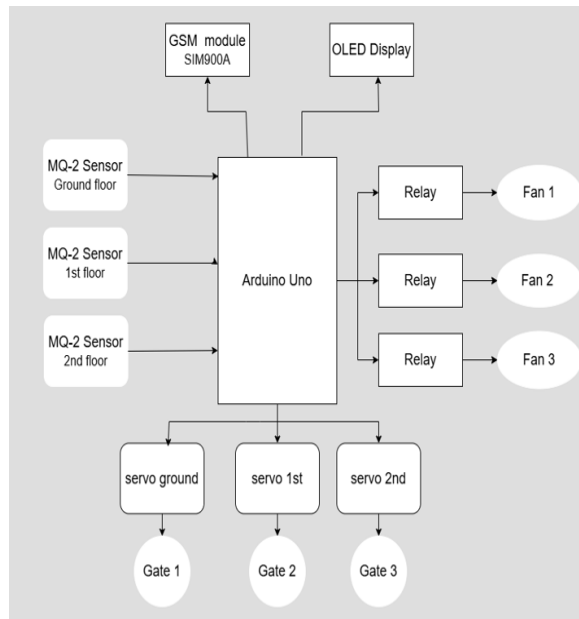 GSM module
SIM900A
OLED Display
MQ-2 Sensor
Ground floor
MQ-2 Sensor
1st floor
MQ-2 Sensor
2nd floor
Arduino Uno
Relay
Fan 1
Relay
Fan 2
Relay
Fan 3
servo ground
servo 1st
servo 2nd
Gate 1
Gate 2
Gate 3